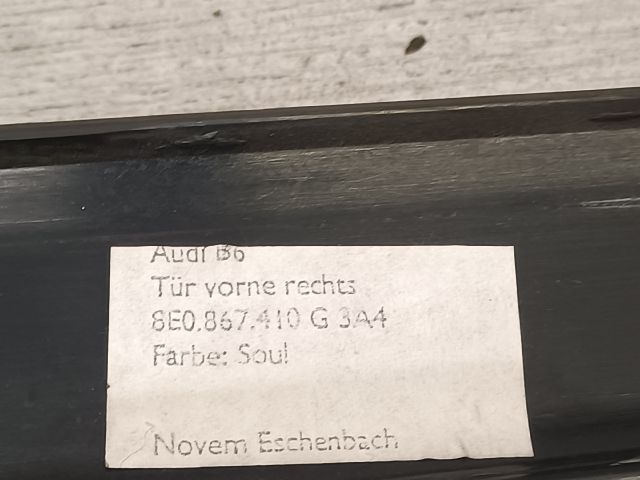 Audi B6
Tür vorne rechts
8E0.867.410 G 3A4
Farbe: Soul
Novem Eschenbach